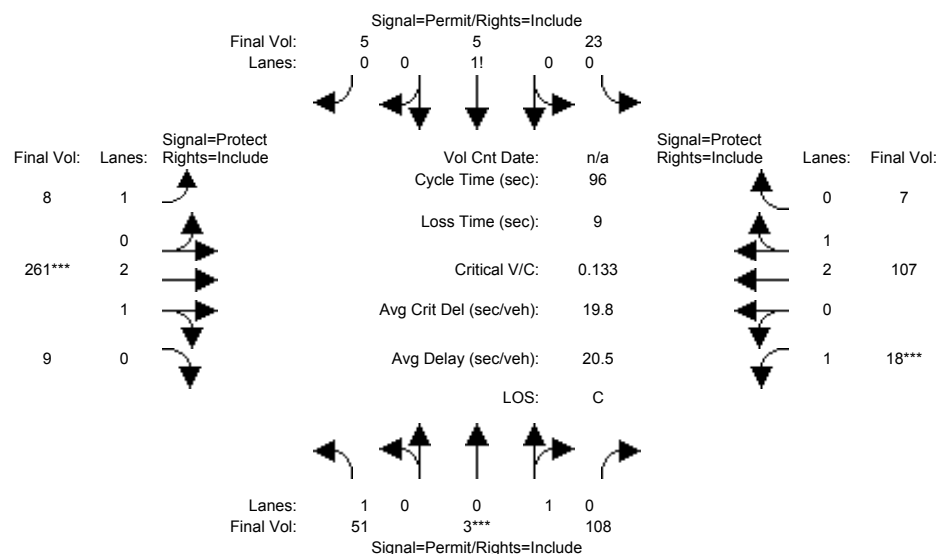 Signal=Permit/Rights=Include
Final Vol: 5 5 23
Lanes: 0 0 1! 0 0
Signal=Protect Signal=Protect
Final Vol: Lanes: Rights=Include Vol Cnt Date: n/a Rights=Include Lanes: Final Vol:
Cycle Time (sec): 96
8 1 0 7
Loss Time (sec): 9
0 1
261*** 2 Critical V/C: 0.133 2 107
1 Avg Crit Del (sec/veh): 19.8 0
9 0 Avg Delay (sec/veh): 20.5 1 18***
LOS: C
Lanes: 1 0 0 1 0
Final Vol: 51 3*** 108
Signal=Permit/Rights=Include